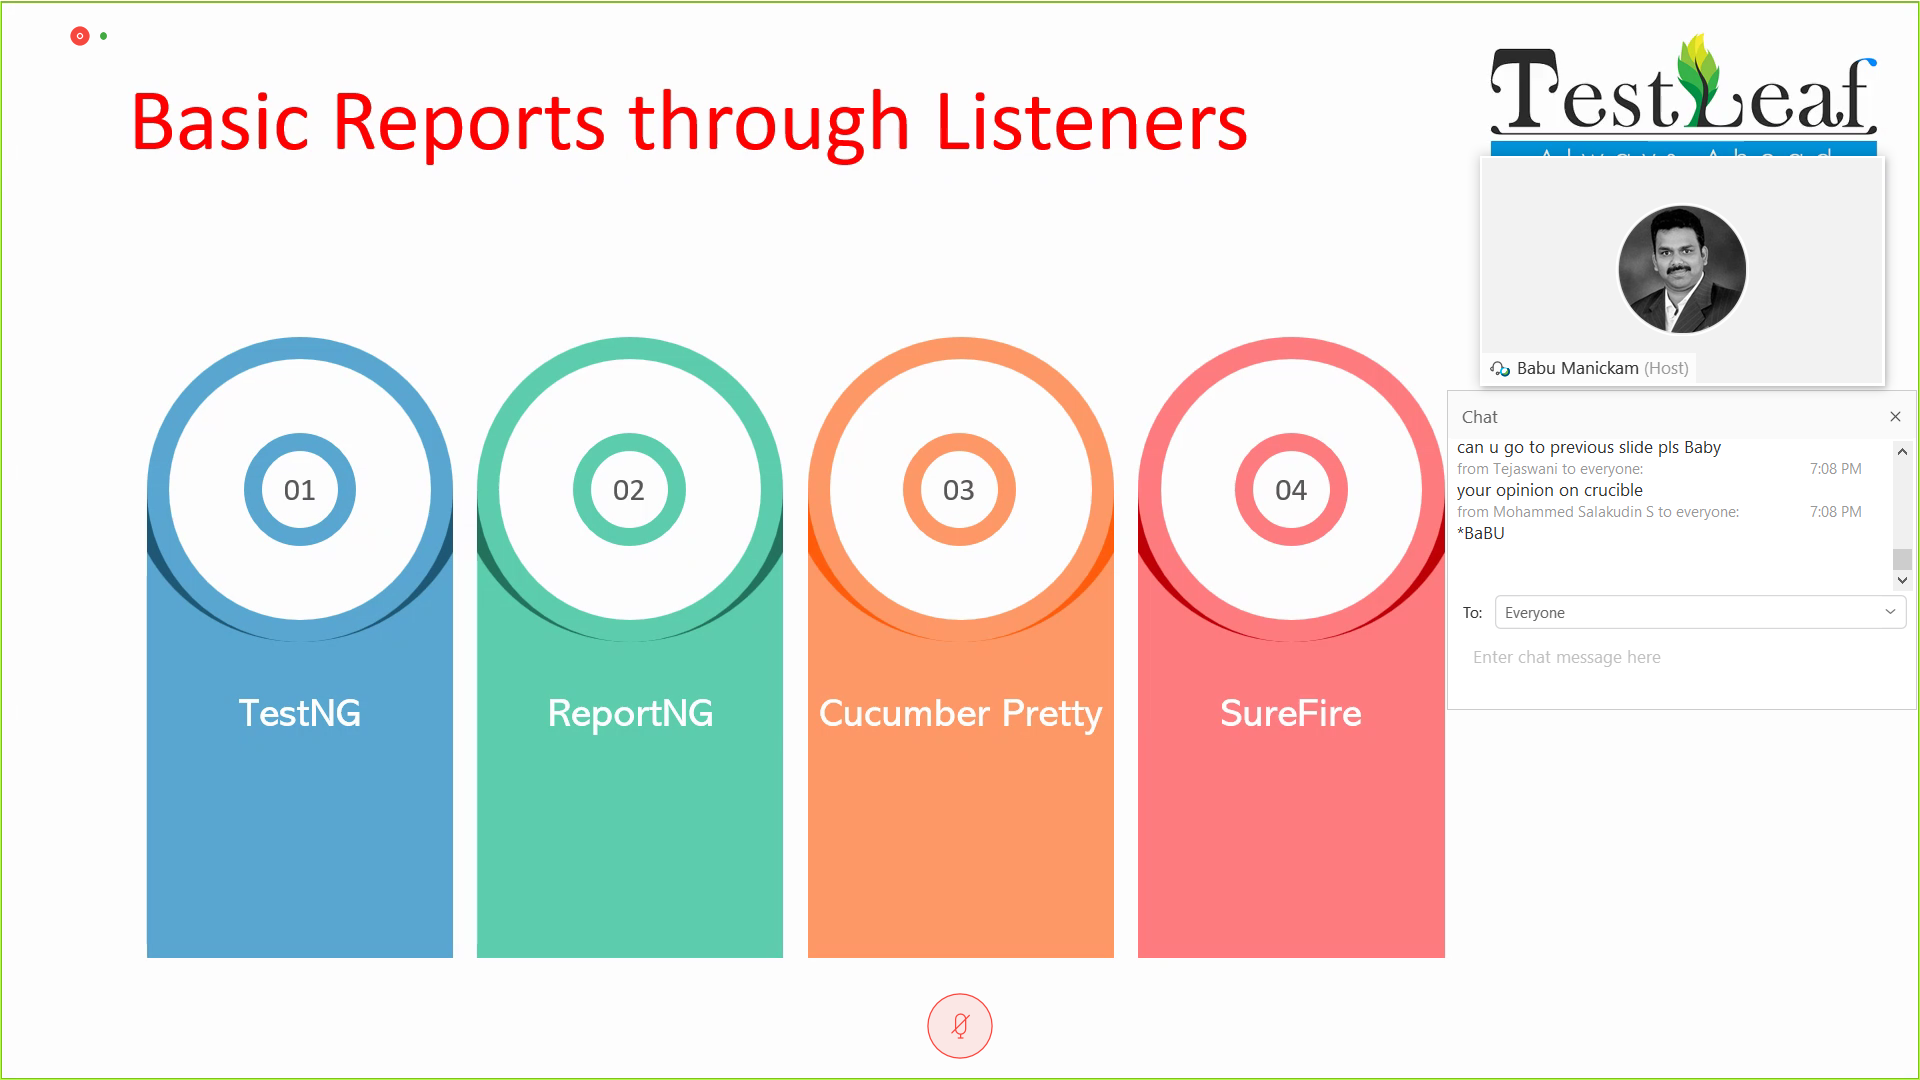 Basic Reports through Listeners
TestLeaf
Always Ahead
Babu Manickam (Host)
01
02
03
04
TestNG
ReportNG
Cucumber Pretty
SureFire
Chat
can u go to previous slide pls Baby
from Tejaswani to everyone: 7:08 PM
your opinion on crucible
from Mohammed Salakudin S to everyone: 7:08 PM
*BaBU
To: Everyone
Enter chat message here